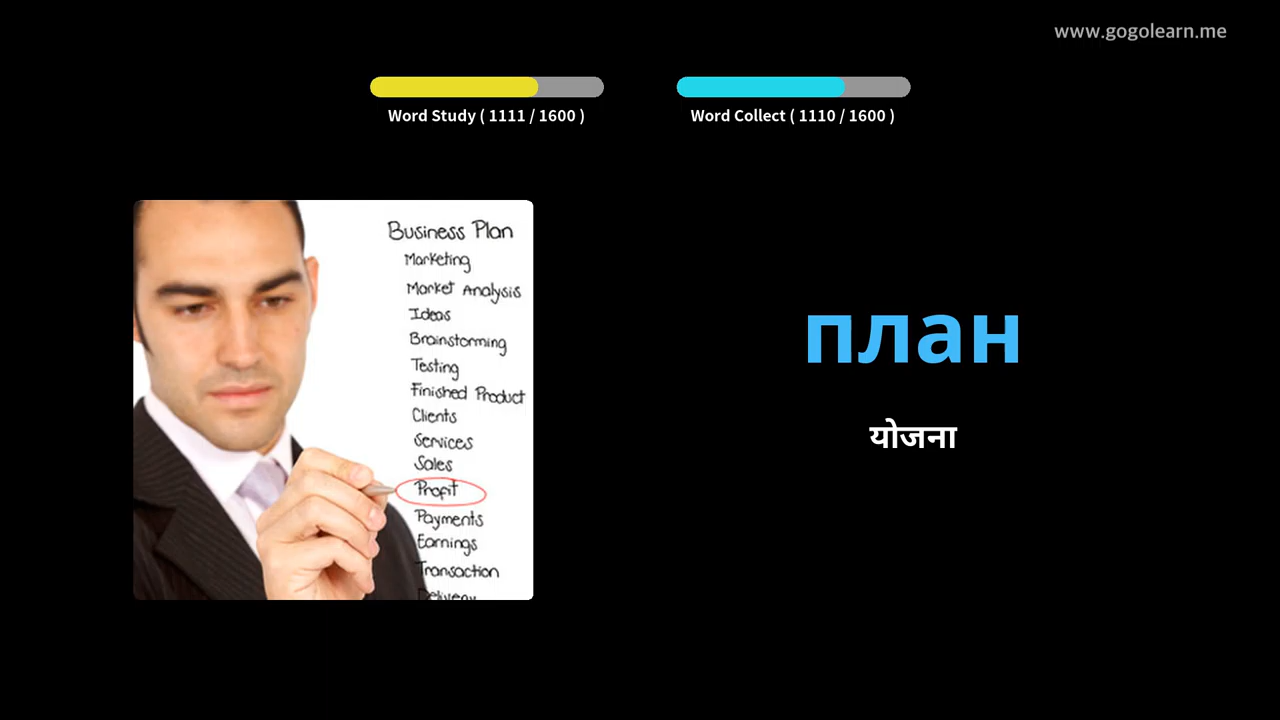 www.gogolearn.me
Word Study ( 1111 / 1600 )
Word Collect ( 1110 / 1600 )
Business Plan
Marketing
Market Analysis
Ideas
Brainstorming
Testing
Finished Product
Clients
Services
Sales
Profit
Payments
Earnings
Transaction
Delivery
план
योजना